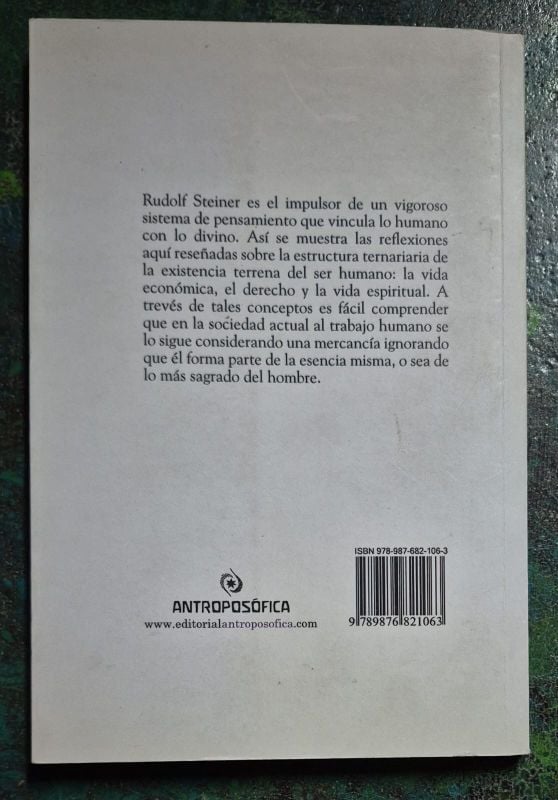 Rudolf Steiner es el impulsor de un vigoroso
sistema de pensamiento que vincula lo humano
con lo divino. Así se muestra las reflexiones
aquí reseñadas sobre la estructura ternariaria de
la existencia terrena del ser humano: la vida
económica, el derecho y la vida espiritual. A
trevés de tales conceptos es fácil comprender
que en la sociedad actual al trabajo humano se
lo sigue considerando una mercancía ignorando
que él forma parte de la esencia misma, o sea de
lo más sagrado del hombre.
ISBN 978-987-682-106-3
9 789876 821063
ANTROPOSÓFICA
www.editorialantroposofica.com